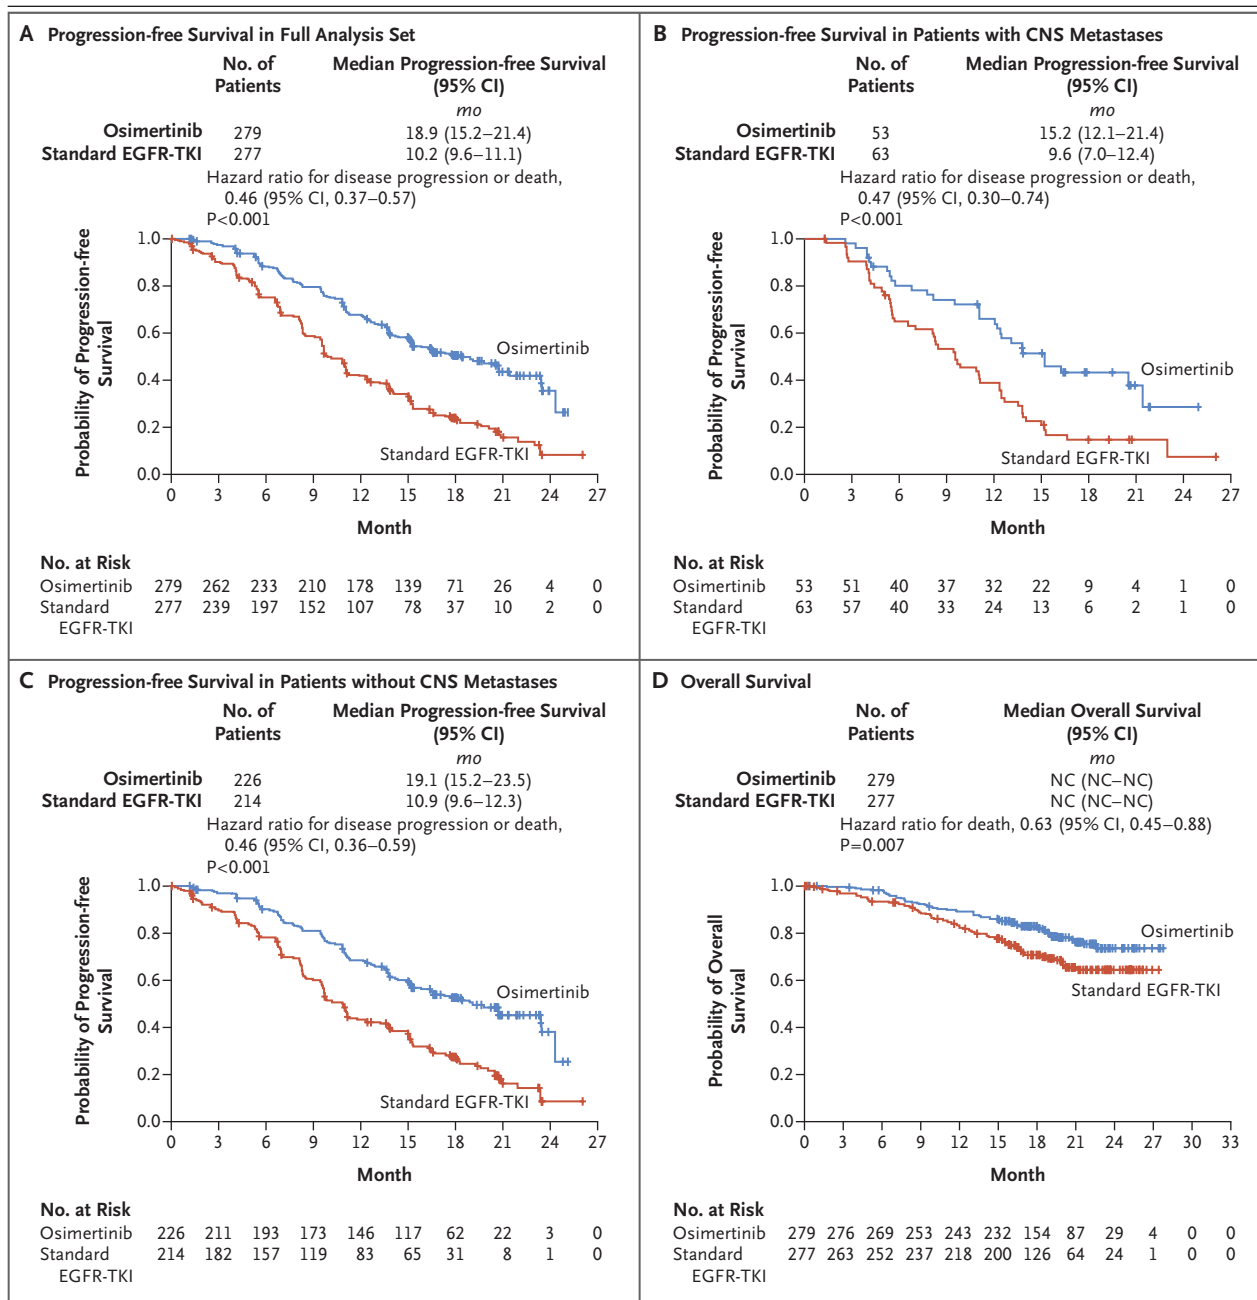 A Progression-free Survival in Full Analysis Set
No. of Patients Median Progression-free Survival (95% CI)
mo
Osimertinib 279 18.9 (15.2–21.4)
Standard EGFR-TKI 277 10.2 (9.6–11.1)
Hazard ratio for disease progression or death,
0.46 (95% CI, 0.37–0.57)
P<0.001
Probability of Progression-free Survival
1.0
0.8
0.6
0.4
0.2
0.0
Osimertinib
Standard EGFR-TKI
0 3 6 9 12 15 18 21 24 27
Month
No. at Risk
Osimertinib 279 262 233 210 178 139 71 26 4 0
Standard 277 239 197 152 107 78 37 10 2 0
EGFR-TKI
B Progression-free Survival in Patients with CNS Metastases
No. of Patients Median Progression-free Survival (95% CI)
mo
Osimertinib 53 15.2 (12.1–21.4)
Standard EGFR-TKI 63 9.6 (7.0–12.4)
Hazard ratio for disease progression or death,
0.47 (95% CI, 0.30–0.74)
P<0.001
Probability of Progression-free Survival
1.0
0.8
0.6
0.4
0.2
0.0
Osimertinib
Standard EGFR-TKI
0 3 6 9 12 15 18 21 24 27
Month
No. at Risk
Osimertinib 53 51 40 37 32 22 9 4 1 0
Standard 63 57 40 33 24 13 6 2 1 0
EGFR-TKI
C Progression-free Survival in Patients without CNS Metastases
No. of Patients Median Progression-free Survival (95% CI)
mo
Osimertinib 226 19.1 (15.2–23.5)
Standard EGFR-TKI 214 10.9 (9.6–12.3)
Hazard ratio for disease progression or death,
0.46 (95% CI, 0.36–0.59)
P<0.001
Probability of Progression-free Survival
1.0
0.8
0.6
0.4
0.2
0.0
Osimertinib
Standard EGFR-TKI
0 3 6 9 12 15 18 21 24 27
Month
No. at Risk
Osimertinib 226 211 193 173 146 117 62 22 3 0
Standard 214 182 157 119 83 65 31 8 1 0
EGFR-TKI
D Overall Survival
No. of Patients Median Overall Survival (95% CI)
mo
Osimertinib 279 NC (NC–NC)
Standard EGFR-TKI 277 NC (NC–NC)
Hazard ratio for death, 0.63 (95% CI, 0.45–0.88)
P=0.007
Probability of Overall Survival
1.0
0.8
0.6
0.4
0.2
0.0
Osimertinib
Standard EGFR-TKI
0 3 6 9 12 15 18 21 24 27 30 33
Month
No. at Risk
Osimertinib 279 276 269 253 243 232 154 87 29 4 0 0
Standard 277 263 252 237 218 200 126 64 24 1 0 0
EGFR-TKI